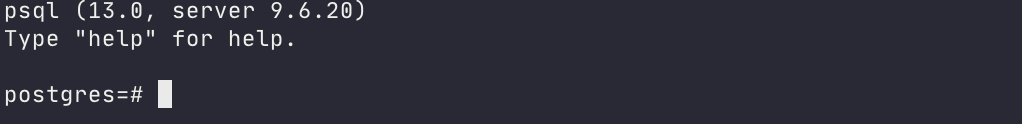 psql (13.0, server 9.6.20)
Type "help" for help.
postgres=#